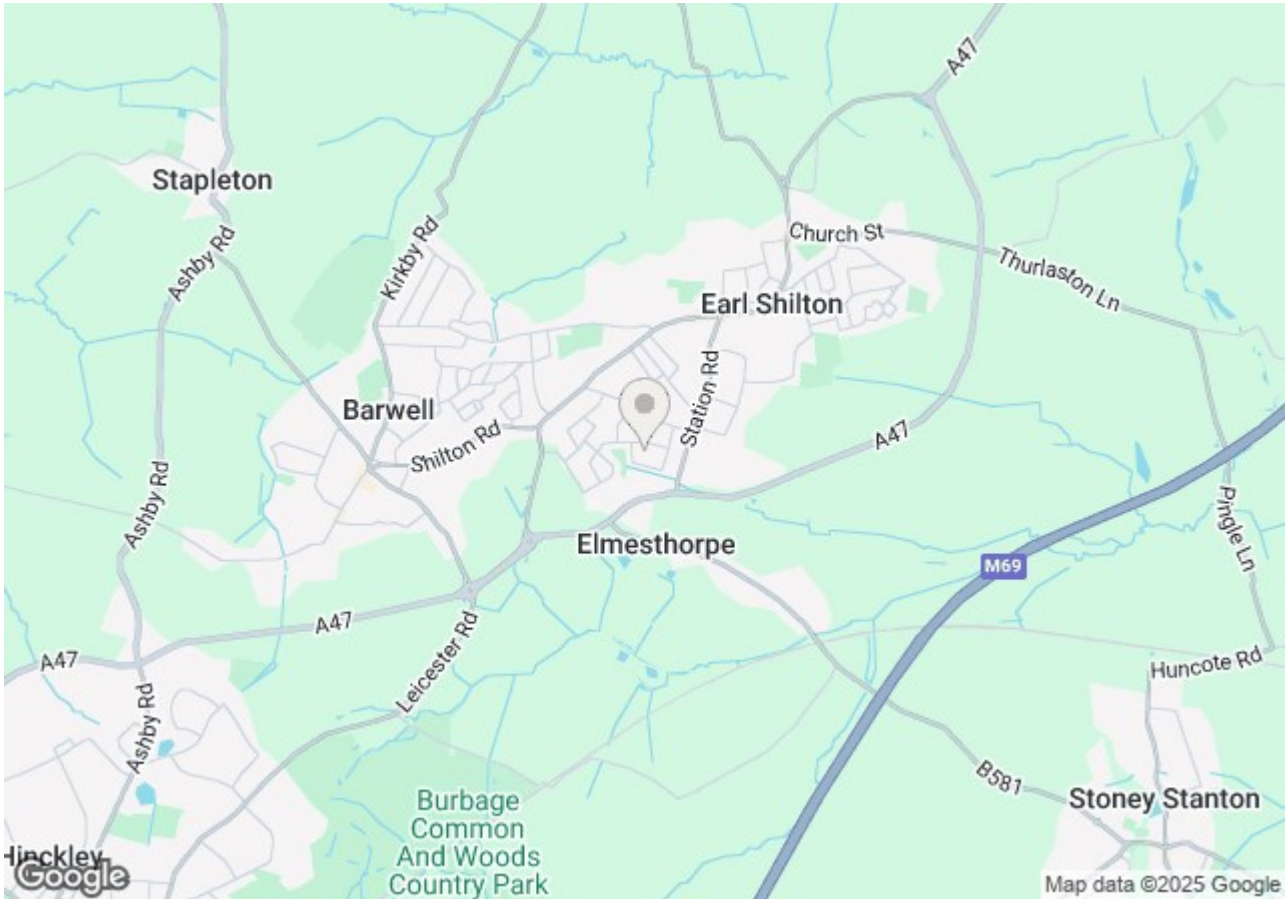 A47
Stapleton
Ashby Rd
Kirkby Rd
Church St
Thurlaston Ln
Earl Shilton
Station Rd
Barwell
Shilton Rd
A47
Ashby Rd
Pingle Ln
Elmesthorpe
M69
A47
A47
Leicester Rd
Huncote Rd
Ashby Rd
B581
Stoney Stanton
Burbage
Common
And Woods
Country Park
Hinckley
Google
Map data ©2025 Google